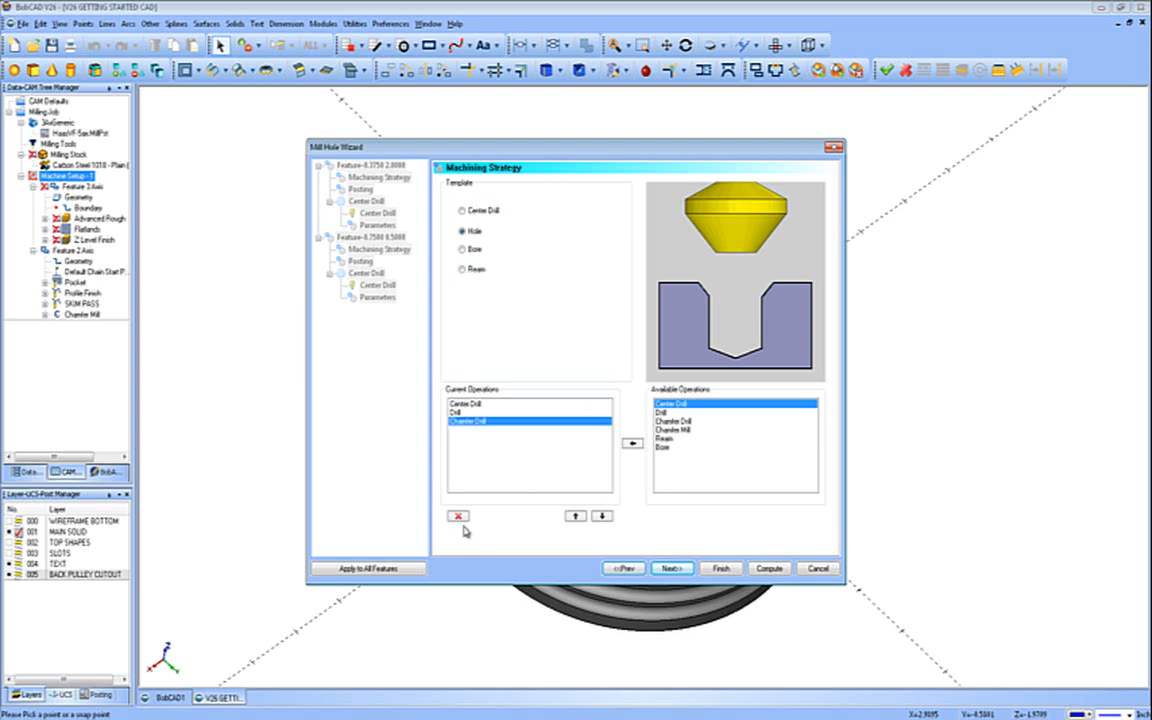 BobCAD V26 - [V26 GETTING STARTED CAD]
File Edit View Points Lines Arcs Other Splines Surfaces Solids Text Dimension Modules Utilities Preferences Window Help
ALL
Data-CAM Tree Manager
CAM Defaults
Milling Job
3AxGeneric
Milling Tools
Milling Stock
Carbon Steel 1018 - Plain (
Machine Setup - 1
Feature 3 Axis
Geometry
Boundary
Advanced Rough
Flatlands
Z Level Finish
Feature 2 Axis
Geometry
Default Chain Start P...
Pocket
Profile Finish
SKIM PASS
Chamfer Mill
Data... CAM... BobA...
Layer-UCS-Post Manager
No. Layer
000 WIREFRAME BOTTOM
001 MAIN SOLID
002 TOP SHAPES
003 SLOTS
004 TEXT
005 BACK PULLEY CUTOUT
Layers UCS Posting
Mill Hole Wizard
Feature-0.3750 2.0000
Machining Strategy
Posting
Center Drill
Center Drill
Parameters
Feature-0.7500 0.5000
Machining Strategy
Posting
Center Drill
Center Drill
Parameters
Machining Strategy
Template
Center Drill
Hole
Bore
Ream
Current Operations
Center Drill
Drill
Chamfer Drill
Available Operations
Center Drill
Drill
Chamfer Drill
Chamfer Mill
Ream
Bore
Apply to All Features <<Prev Next>> Finish Compute Cancel
BobCAD1 V26 GETTI...
Please Pick a point or a snap point
Inch